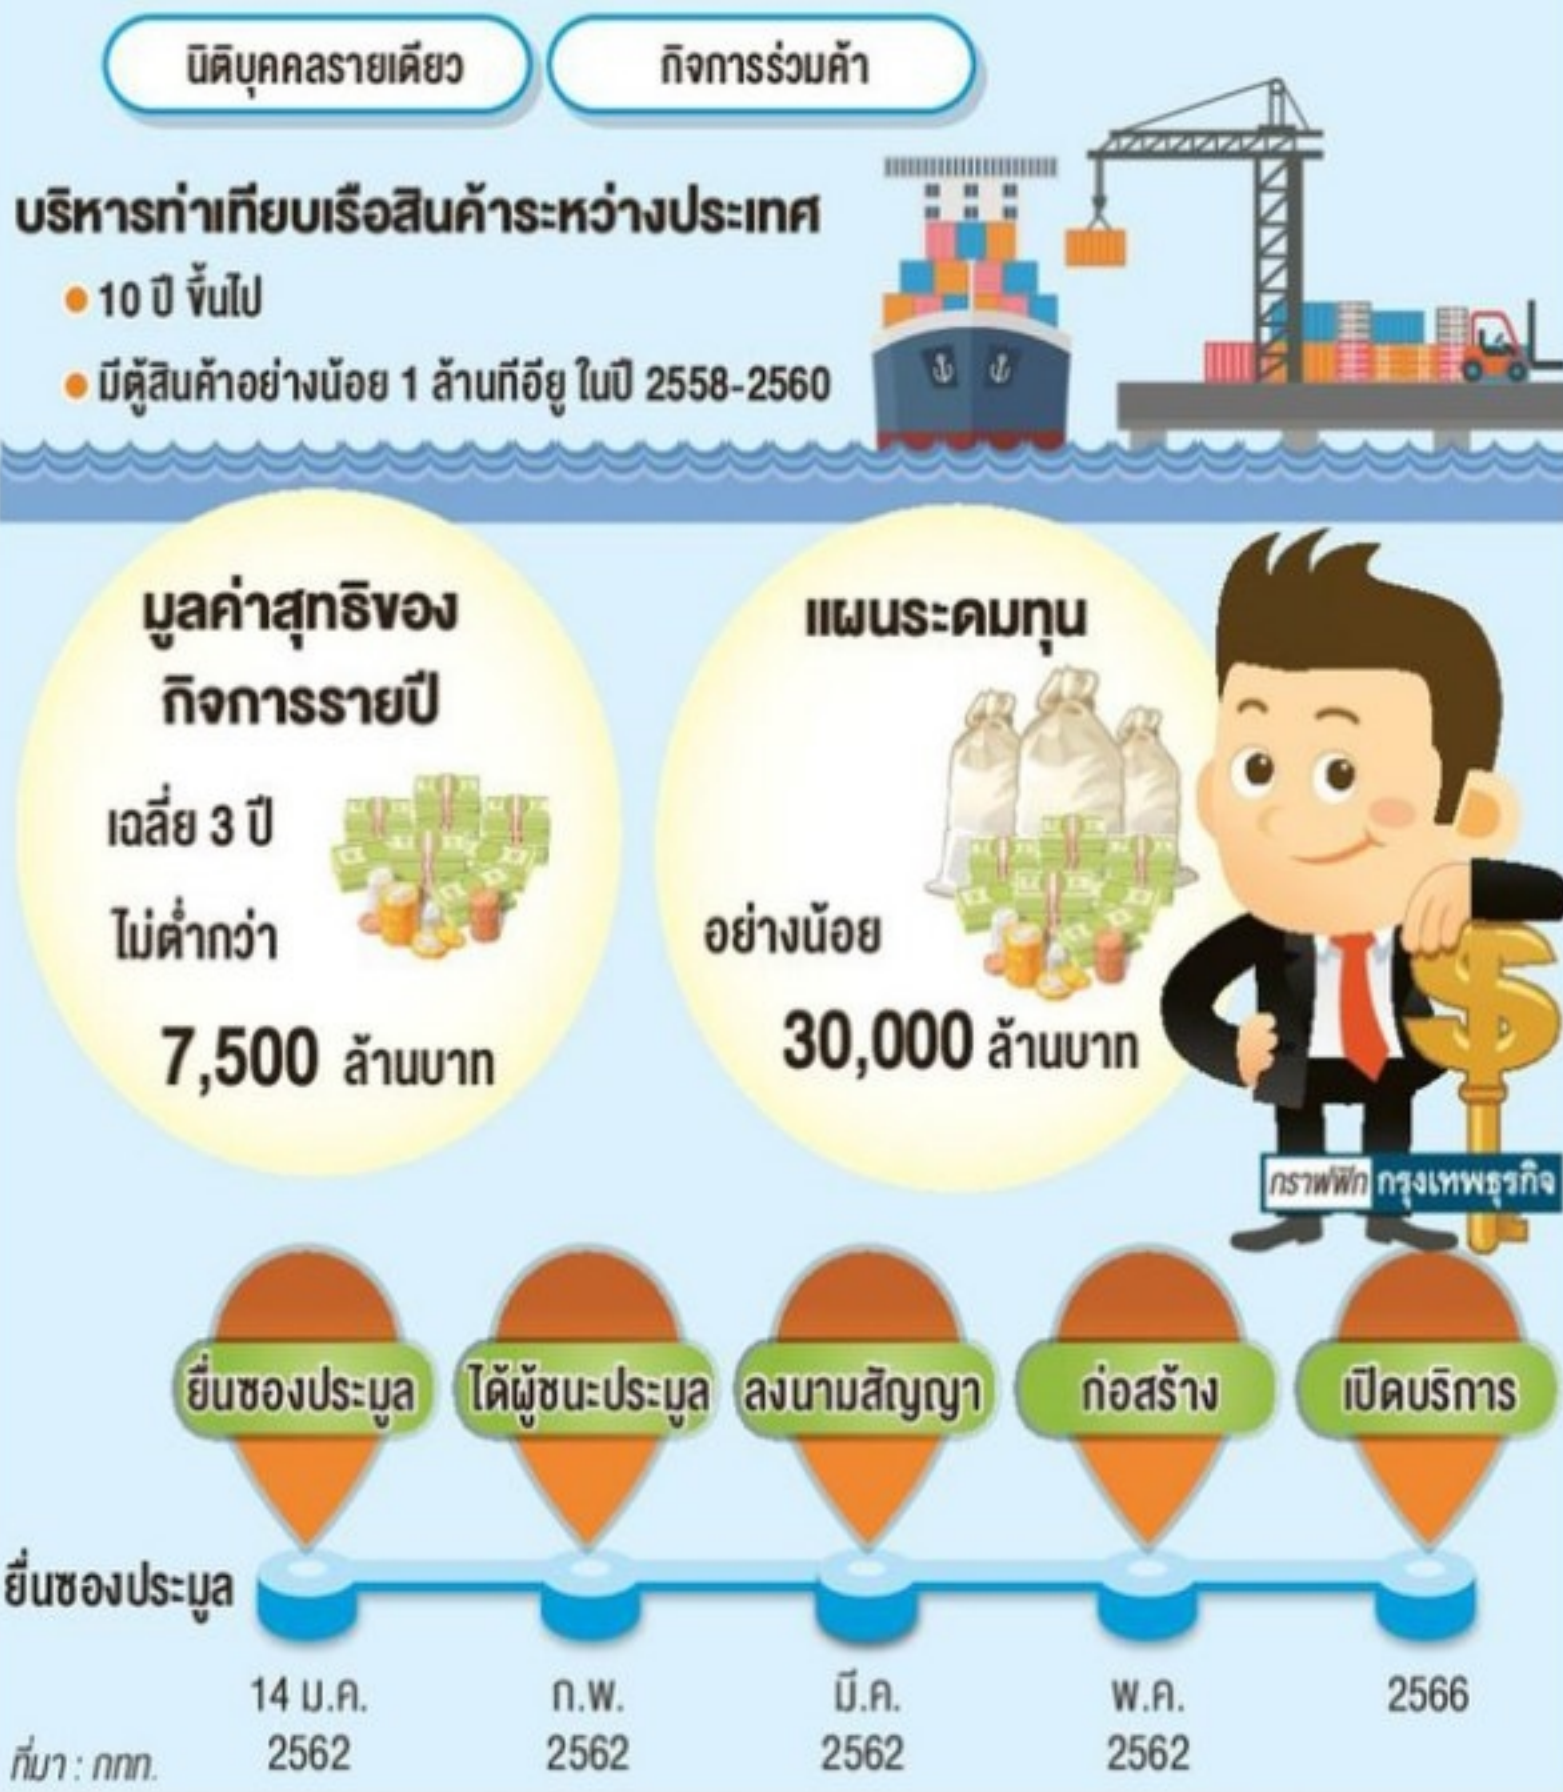 นิติบุคคลรายเดียว
กิจการร่วมค้า
บริหารท่าเทียบเรือสินค้าระหว่างประเทศ
10 ปี ขึ้นไป
มีตู้สินค้าอย่างน้อย 1 ล้านทีอียู ในปี 2558-2560
มูลค่าสุทธิของ
กิจการรายปี
เฉลี่ย 3 ปี
ไม่ต่ำกว่า
7,500 ล้านบาท
แผนระดมทุน
อย่างน้อย
30,000 ล้านบาท
กราฟฟิก กรุงเทพธุรกิจ
ยื่นซองประมูล
ได้ผู้ชนะประมูล
ลงนามสัญญา
ก่อสร้าง
เปิดบริการ
ยื่นซองประมูล
14 ม.ค.
2562
ก.พ.
2562
มี.ค.
2562
พ.ค.
2562
2566
ที่มา : กทท.